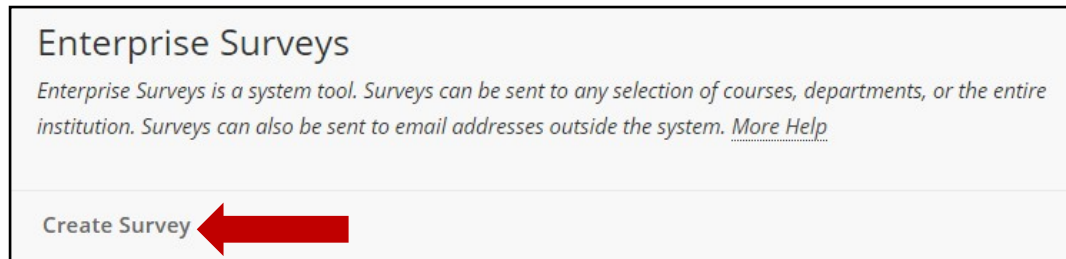 Enterprise Surveys
Enterprise Surveys is a system tool. Surveys can be sent to any selection of courses, departments, or the entire
institution. Surveys can also be sent to email addresses outside the system. More Help
Create Survey